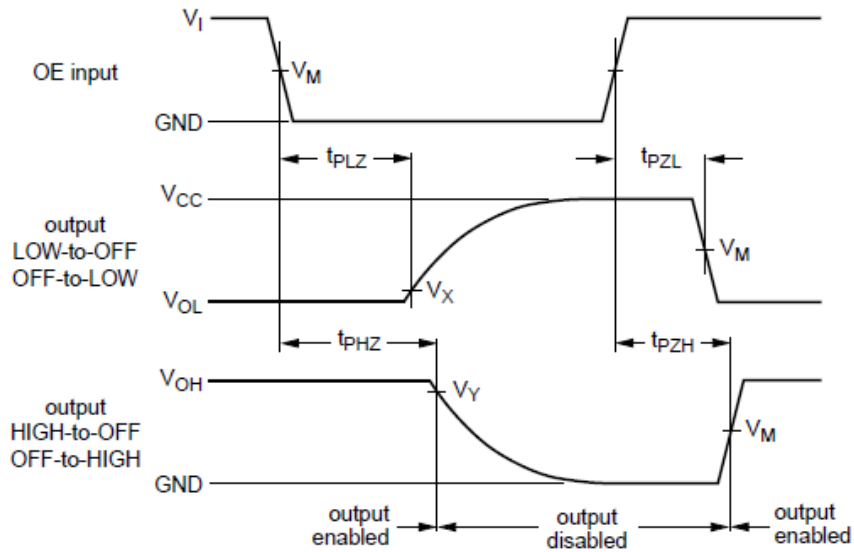 V_I
OE input
V_M
GND
t_PLZ
t_PZL
V_CC
output
LOW-to-OFF
OFF-to-LOW
V_M
V_OL
V_X
t_PHZ
t_PZH
V_OH
output
HIGH-to-OFF
OFF-to-HIGH
V_Y
V_M
GND
output
enabled
output
disabled
output
enabled